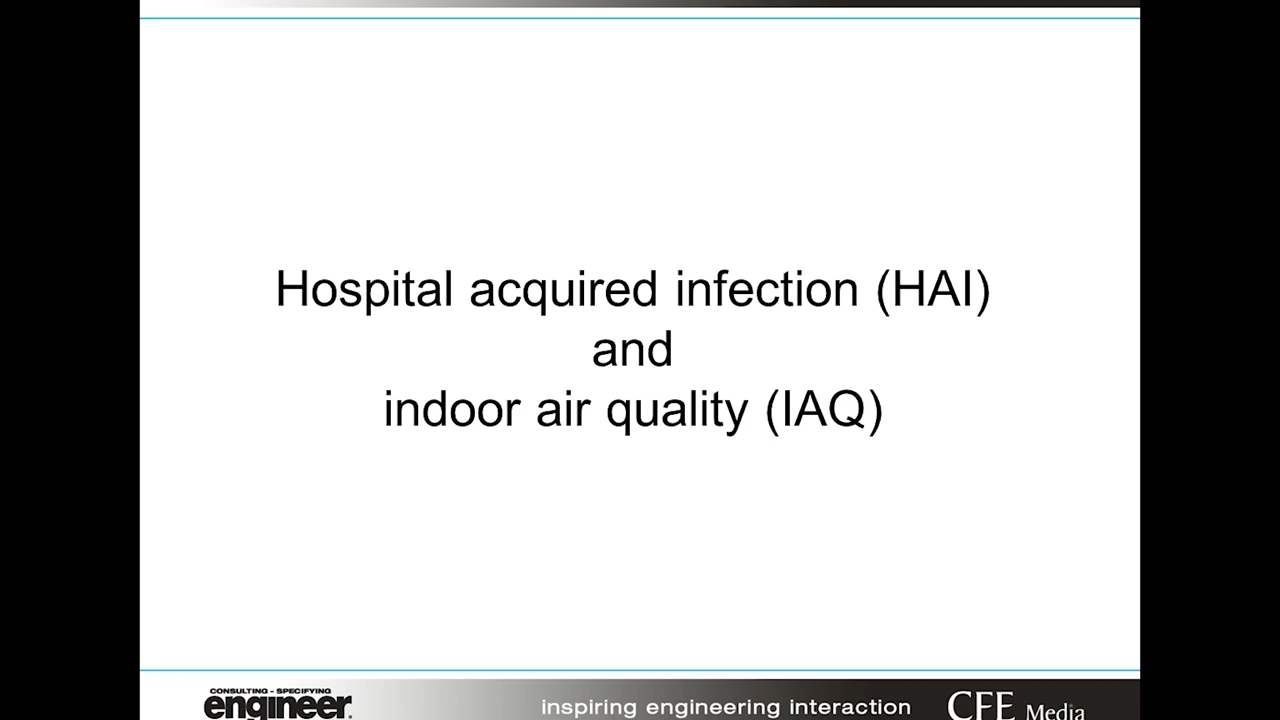 Hospital acquired infection (HAI)
and
indoor air quality (IAQ)
CONSULTING - SPECIFYING
engineer.
inspiring engineering interaction
CFE Media